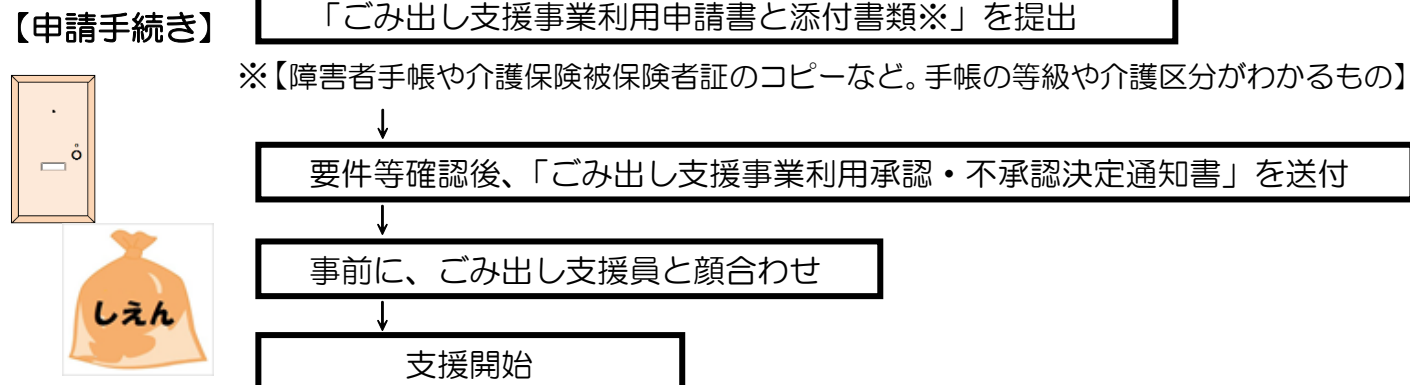 【申請手続き】
「ごみ出し支援事業利用申請書と添付書類※」を提出
※【障害者手帳や介護保険被保険者証のコピーなど。手帳の等級や介護区分がわかるもの】
↓
要件等確認後、「ごみ出し支援事業利用承認・不承認決定通知書」を送付
↓
事前に、ごみ出し支援員と顔合わせ
↓
支援開始
しえん